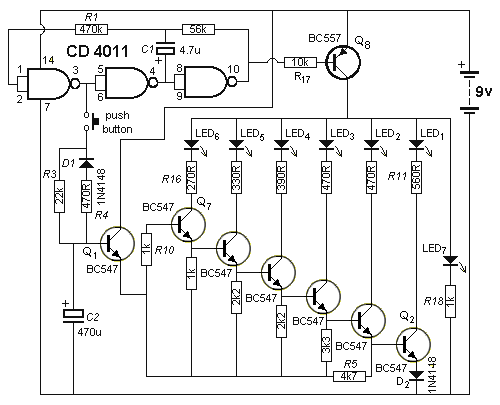 R1
470k
56k
CD 4011
C1
4.7u
14
1
2
3
7
5
6
4
8
9
10
10k
R17
BC557
Q8
9v
push
button
LED6
LED5
LED4
LED3
LED2
LED1
D1
1N4148
R3
22k
470R
R4
R16
270R
330R
390R
470R
470R
R11
560R
Q7
BC547
Q1
BC547
1k
R10
1k
BC547
2k2
BC547
2k2
BC547
3k3
BC547
Q2
BC547
LED7
R18
1k
C2
470u
R5
4k7
D2
1N4148